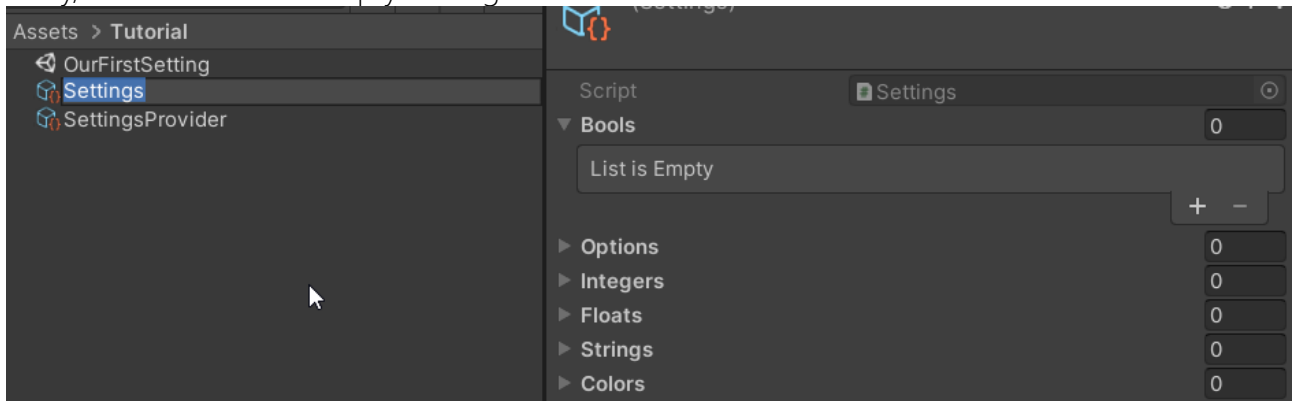 Assets > Tutorial
OurFirstSetting
Settings
SettingsProvider
(Settings)
Script Settings
Bools 0
List is Empty
+ −
Options 0
Integers 0
Floats 0
Strings 0
Colors 0